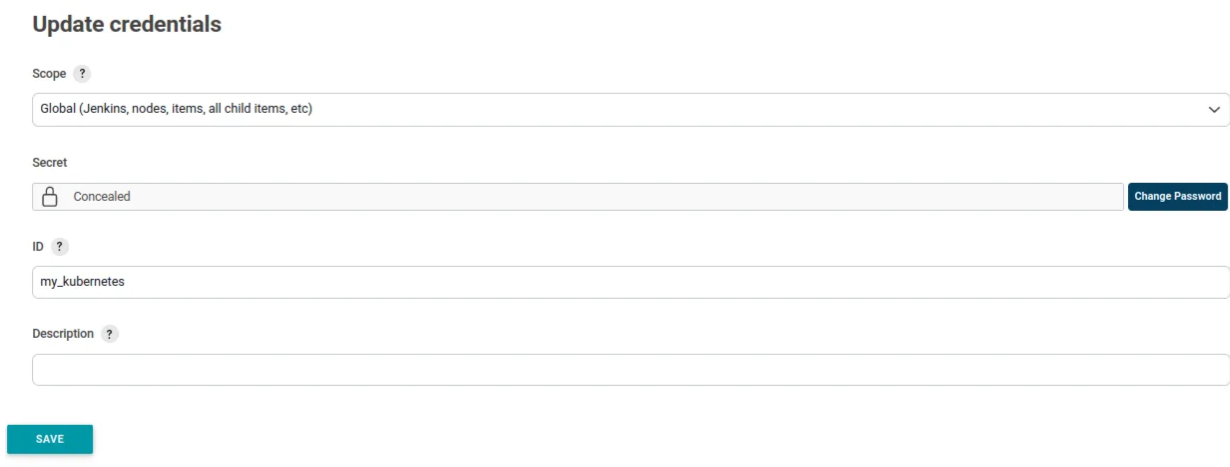 Update credentials
Scope ?
Global (Jenkins, nodes, items, all child items, etc)
Secret
Concealed
Change Password
ID ?
my_kubernetes
Description ?
SAVE